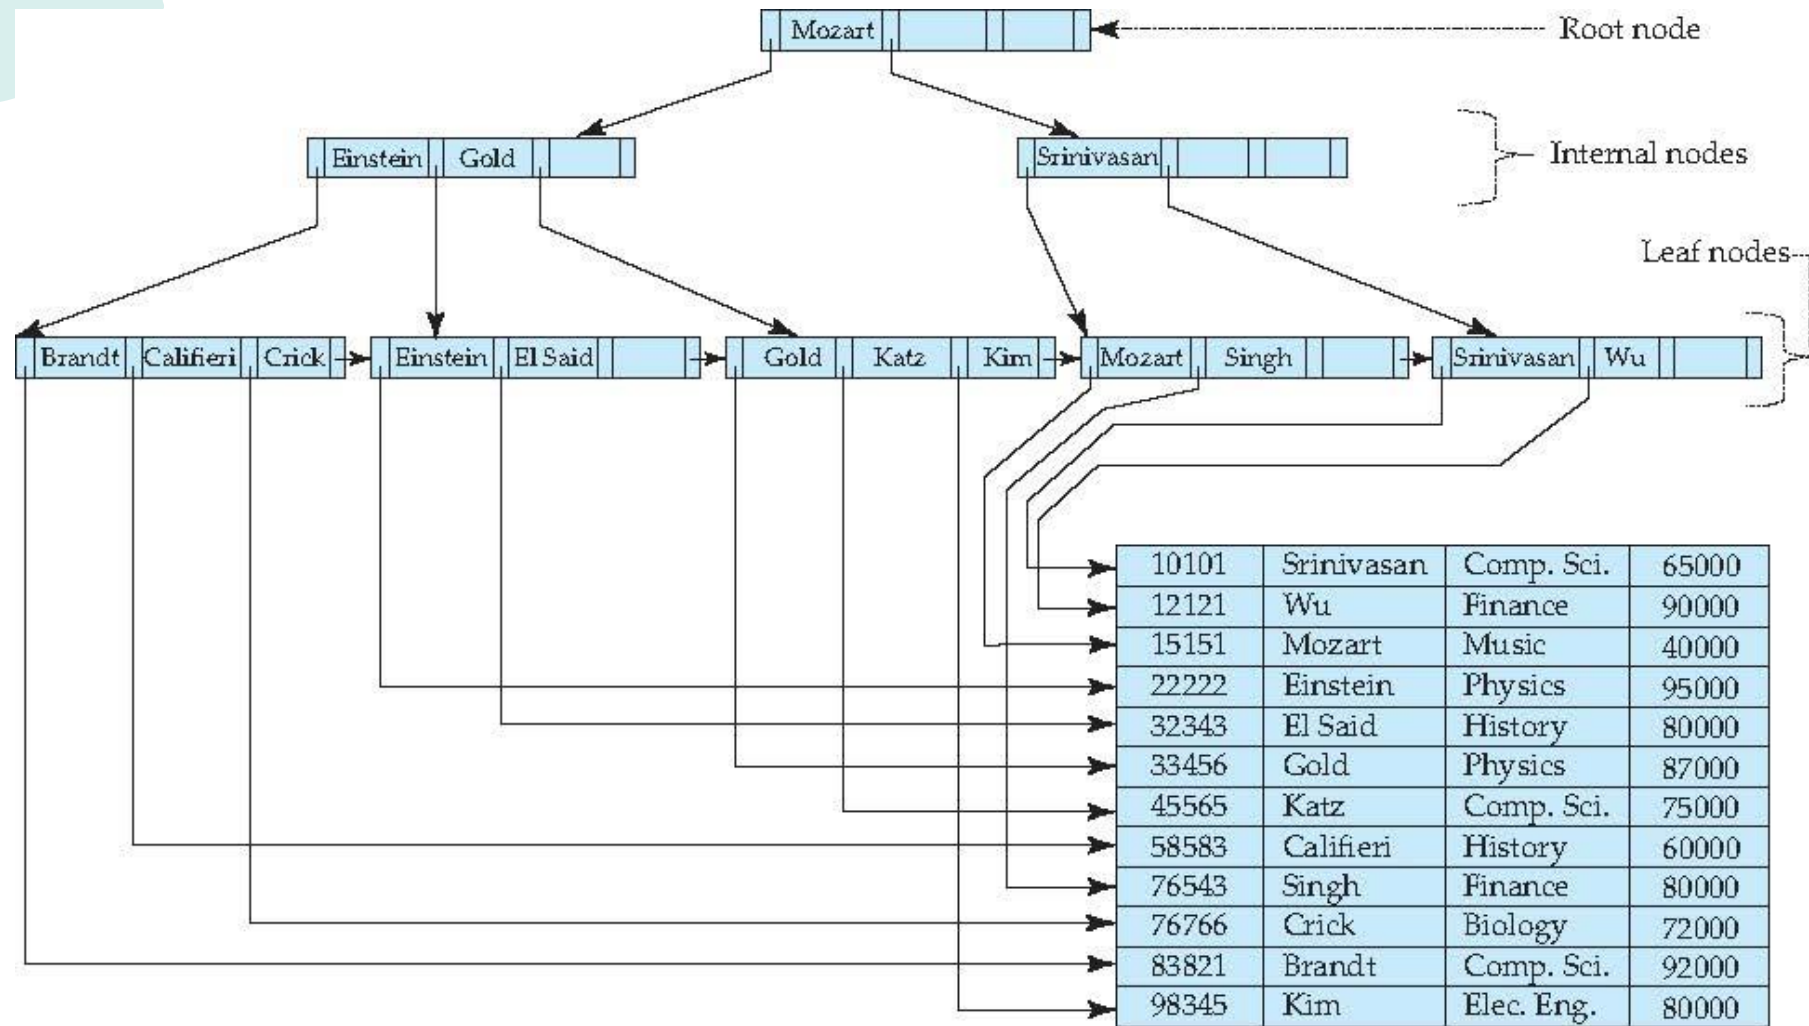 Mozart
Root node
Einstein Gold
Srinivasan
Internal nodes
Leaf nodes
Brandt Califieri Crick
Einstein El Said
Gold Katz Kim
Mozart Singh
Srinivasan Wu
10101 Srinivasan Comp. Sci. 65000
12121 Wu Finance 90000
15151 Mozart Music 40000
22222 Einstein Physics 95000
32343 El Said History 80000
33456 Gold Physics 87000
45565 Katz Comp. Sci. 75000
58583 Califieri History 60000
76543 Singh Finance 80000
76766 Crick Biology 72000
83821 Brandt Comp. Sci. 92000
98345 Kim Elec. Eng. 80000